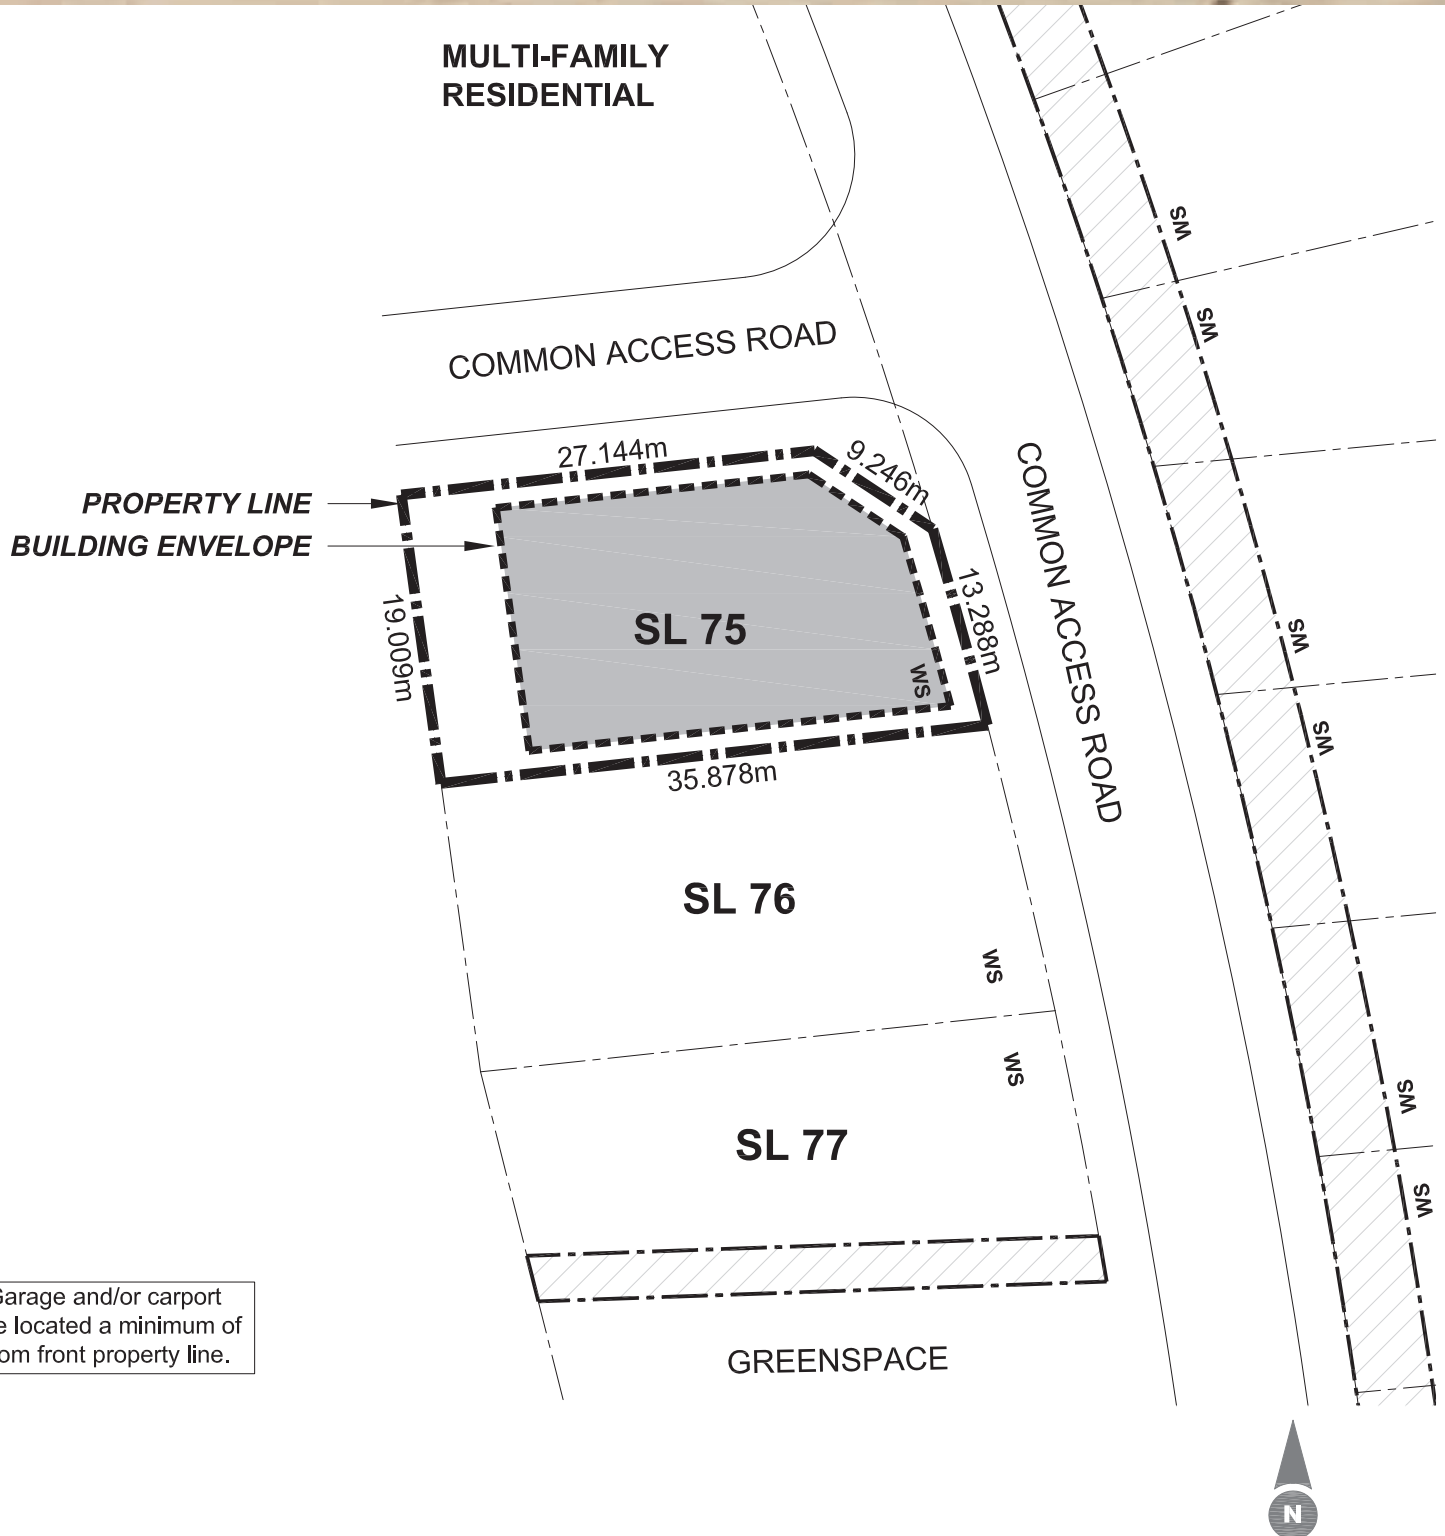 MULTI-FAMILY
RESIDENTIAL
WS
WS
COMMON ACCESS ROAD
27.144m
9.246m
COMMON ACCESS ROAD
PROPERTY LINE
BUILDING ENVELOPE
13.288m
19.009m
SL 75
WS
WS
WS
35.878m
SL 76
WS
WS
SL 77
WS
WS
Garage and/or carport
e located a minimum of
om front property line.
GREENSPACE
N